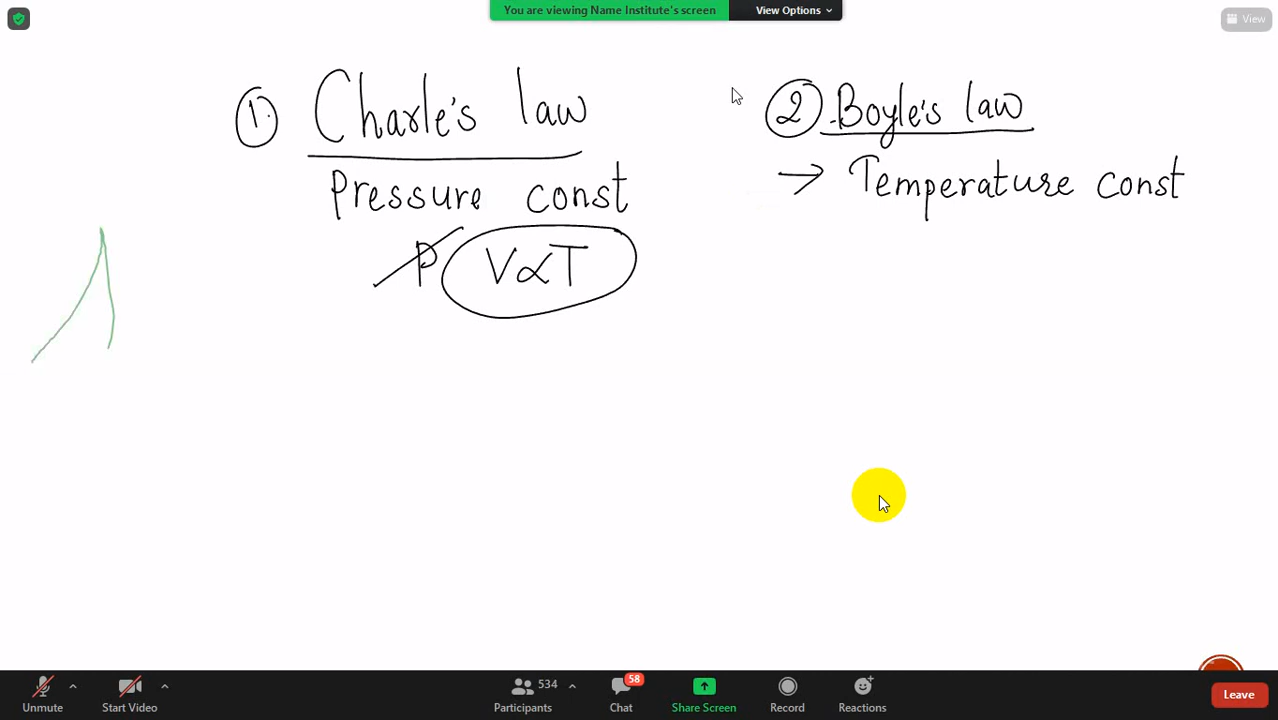 You are viewing Name Institute's screen
View Options
View
① Charle's law
Pressure const
P V∝T
② Boyle's law
→ Temperature const
Unmute
Start Video
534
Participants
58
Chat
Share Screen
Record
Reactions
Leave